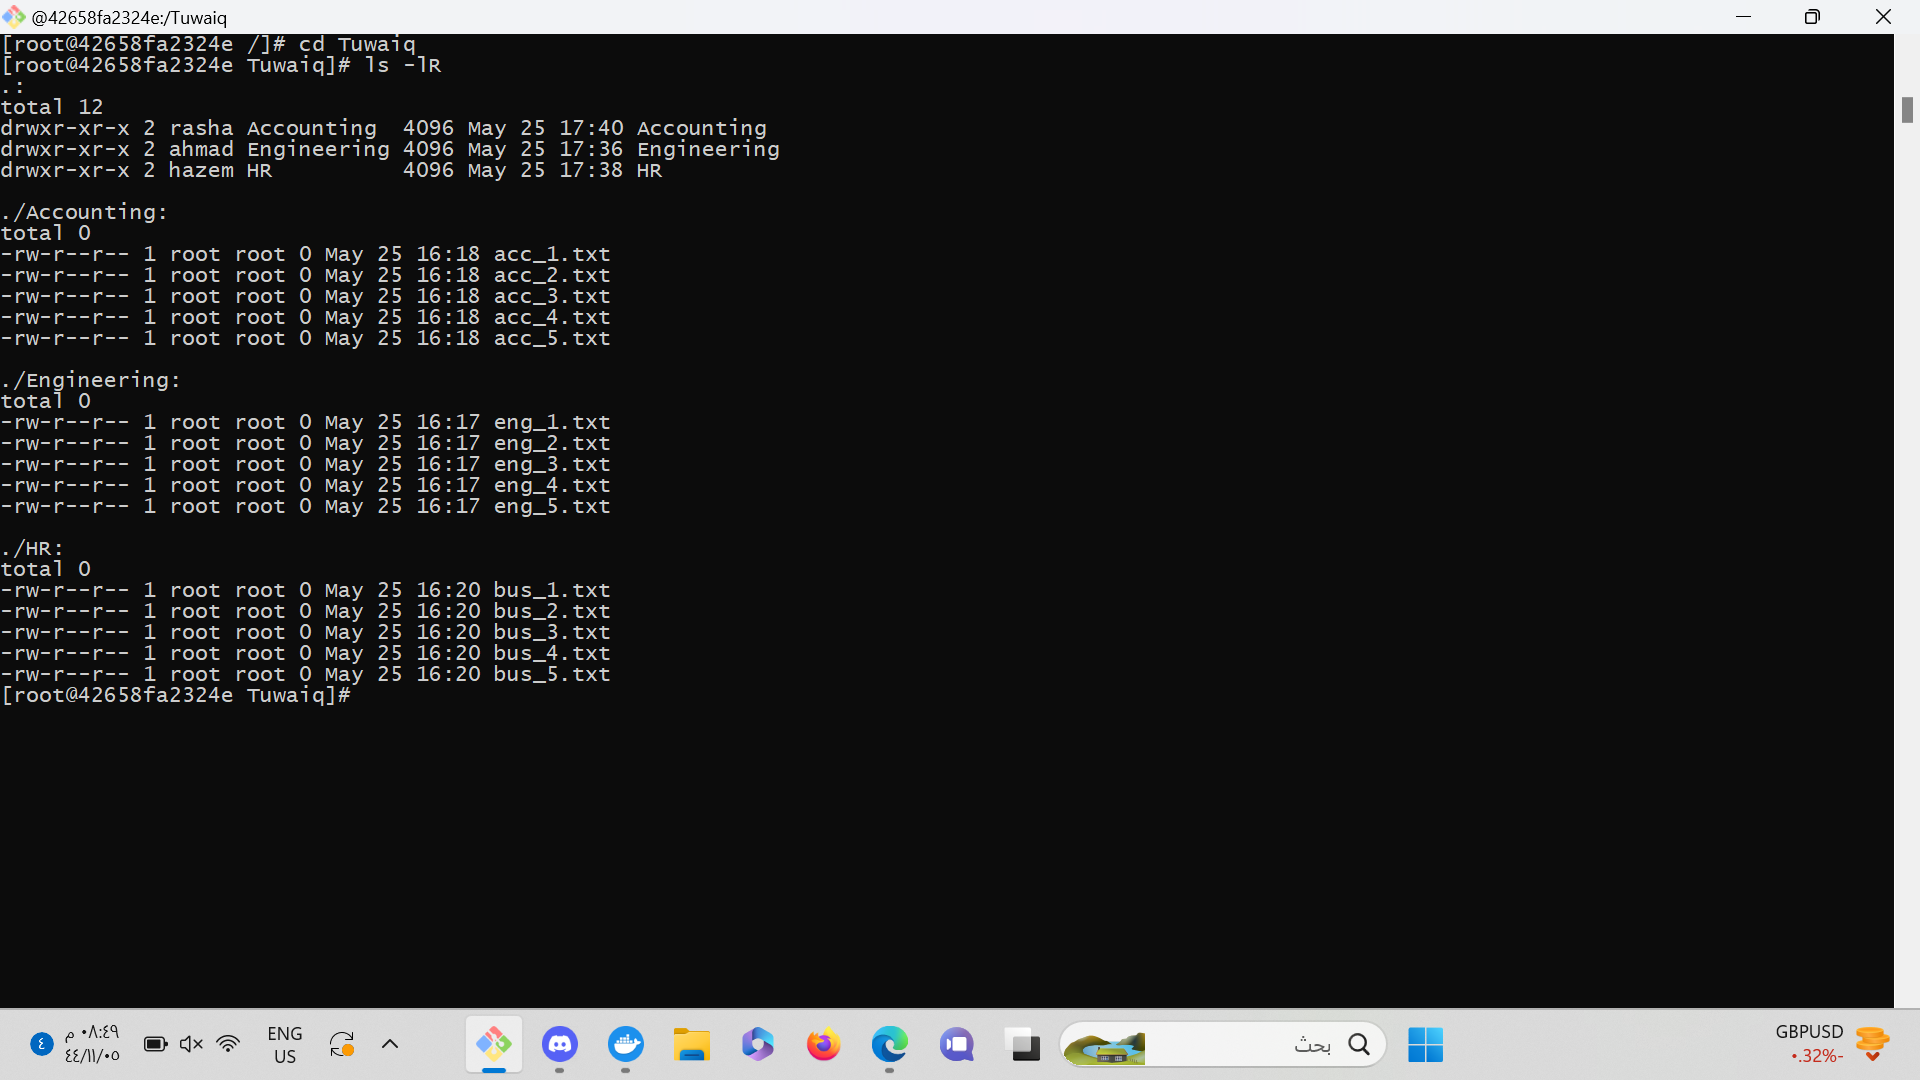 @42658fa2324e:/Tuwaiq
[root@42658fa2324e /]# cd Tuwaiq
[root@42658fa2324e Tuwaiq]# ls -lR
.:
total 12
drwxr-xr-x 2 rasha Accounting  4096 May 25 17:40 Accounting
drwxr-xr-x 2 ahmad Engineering 4096 May 25 17:36 Engineering
drwxr-xr-x 2 hazem HR          4096 May 25 17:38 HR
./Accounting:
total 0
-rw-r--r-- 1 root root 0 May 25 16:18 acc_1.txt
-rw-r--r-- 1 root root 0 May 25 16:18 acc_2.txt
-rw-r--r-- 1 root root 0 May 25 16:18 acc_3.txt
-rw-r--r-- 1 root root 0 May 25 16:18 acc_4.txt
-rw-r--r-- 1 root root 0 May 25 16:18 acc_5.txt
./Engineering:
total 0
-rw-r--r-- 1 root root 0 May 25 16:17 eng_1.txt
-rw-r--r-- 1 root root 0 May 25 16:17 eng_2.txt
-rw-r--r-- 1 root root 0 May 25 16:17 eng_3.txt
-rw-r--r-- 1 root root 0 May 25 16:17 eng_4.txt
-rw-r--r-- 1 root root 0 May 25 16:17 eng_5.txt
./HR:
total 0
-rw-r--r-- 1 root root 0 May 25 16:20 bus_1.txt
-rw-r--r-- 1 root root 0 May 25 16:20 bus_2.txt
-rw-r--r-- 1 root root 0 May 25 16:20 bus_3.txt
-rw-r--r-- 1 root root 0 May 25 16:20 bus_4.txt
-rw-r--r-- 1 root root 0 May 25 16:20 bus_5.txt
[root@42658fa2324e Tuwaiq]#
٤
٠٨:٤٩ م
٤٤/١١/٠٥
ENG
US
بحث
GBPUSD
٠.32%-